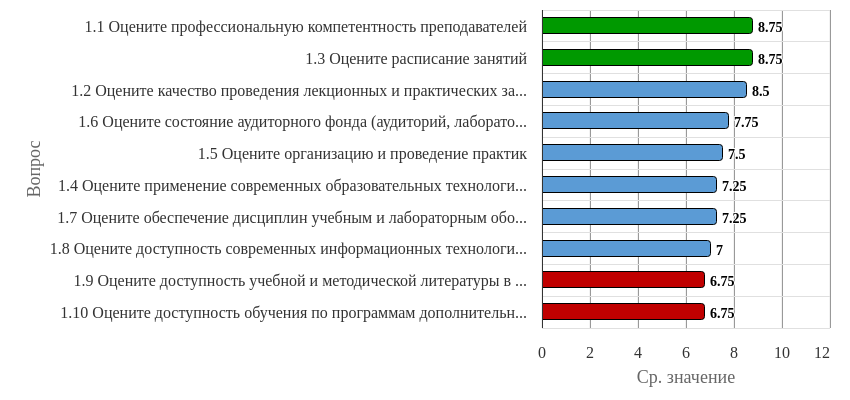 1.1 Оцените профессиональную компетентность преподавателей 8.75
1.3 Оцените расписание занятий 8.75
1.2 Оцените качество проведения лекционных и практических за... 8.5
1.6 Оцените состояние аудиторного фонда (аудиторий, лаборато... 7.75
1.5 Оцените организацию и проведение практик 7.5
1.4 Оцените применение современных образовательных технологи... 7.25
1.7 Оцените обеспечение дисциплин учебным и лабораторным обо... 7.25
1.8 Оцените доступность современных информационных технологи... 7
1.9 Оцените доступность учебной и методической литературы в ... 6.75
1.10 Оцените доступность обучения по программам дополнительн... 6.75
Вопрос
0 2 4 6 8 10 12
Ср. значение